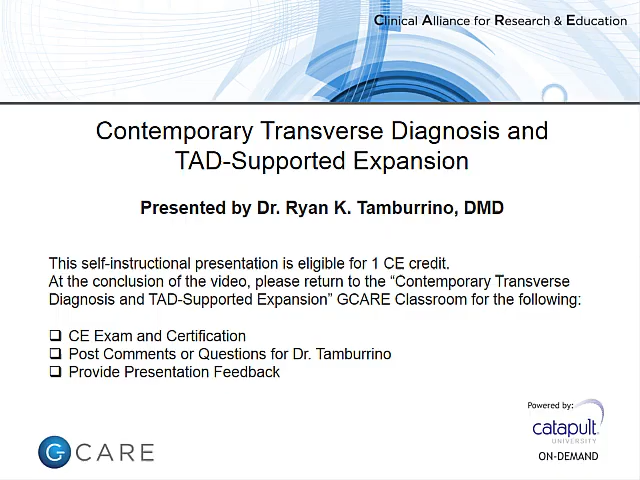 Clinical Alliance for Research & Education
Contemporary Transverse Diagnosis and
TAD-Supported Expansion
Presented by Dr. Ryan K. Tamburrino, DMD
This self-instructional presentation is eligible for 1 CE credit.
At the conclusion of the video, please return to the “Contemporary Transverse
Diagnosis and TAD-Supported Expansion” GCARE Classroom for the following:
❑ CE Exam and Certification
❑ Post Comments or Questions for Dr. Tamburrino
❑ Provide Presentation Feedback
Powered by:
catapult
UNIVERSITY
ON-DEMAND
G CARE